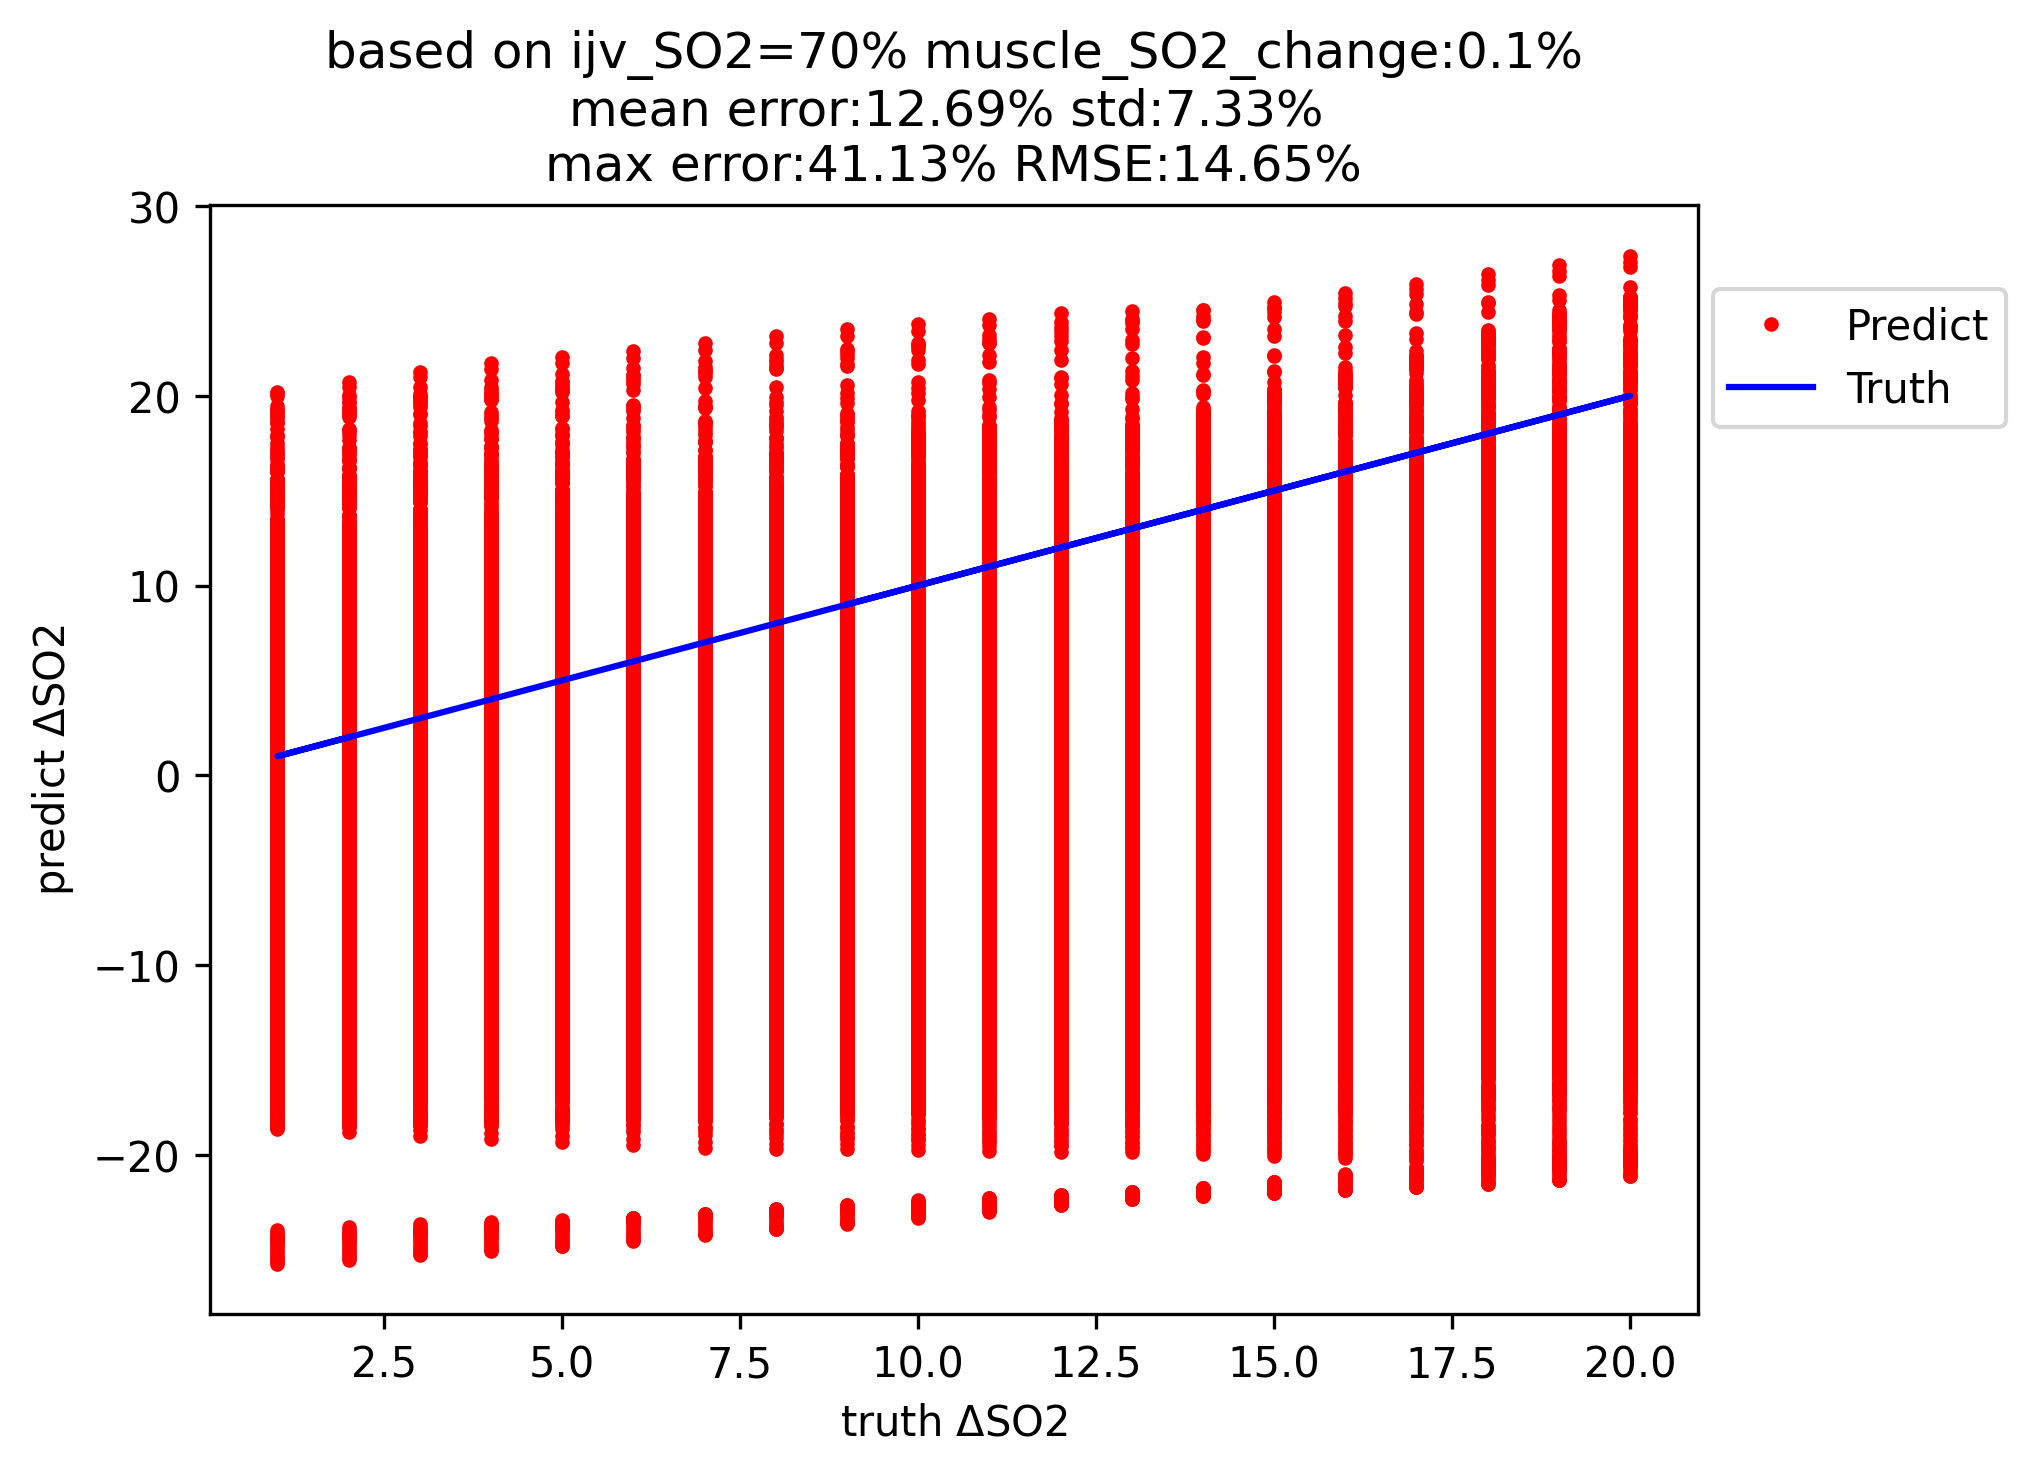 based on ijv_SO2=70% muscle_SO2_change:0.1%
mean error:12.69% std:7.33%
max error:41.13% RMSE:14.65%
30
20
10
0
−10
−20
predict ΔSO2
2.5
5.0
7.5
10.0
12.5
15.0
17.5
20.0
truth ΔSO2
Predict
Truth